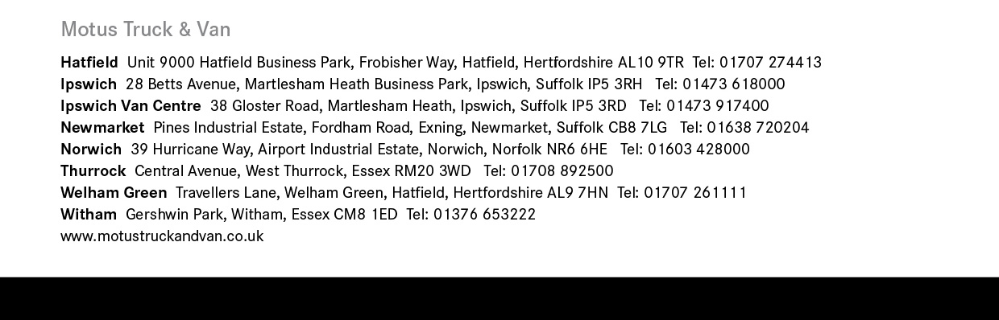 Motus Truck & Van
Hatfield Unit 9000 Hatfield Business Park, Frobisher Way, Hatfield, Hertfordshire AL10 9TR Tel: 01707 274413
Ipswich 28 Betts Avenue, Martlesham Heath Business Park, Ipswich, Suffolk IP5 3RH Tel: 01473 618000
Ipswich Van Centre 38 Gloster Road, Martlesham Heath, Ipswich, Suffolk IP5 3RD Tel: 01473 917400
Newmarket Pines Industrial Estate, Fordham Road, Exning, Newmarket, Suffolk CB8 7LG Tel: 01638 720204
Norwich 39 Hurricane Way, Airport Industrial Estate, Norwich, Norfolk NR6 6HE Tel: 01603 428000
Thurrock Central Avenue, West Thurrock, Essex RM20 3WD Tel: 01708 892500
Welham Green Travellers Lane, Welham Green, Hatfield, Hertfordshire AL9 7HN Tel: 01707 261111
Witham Gershwin Park, Witham, Essex CM8 1ED Tel: 01376 653222
www.motustruckandvan.co.uk